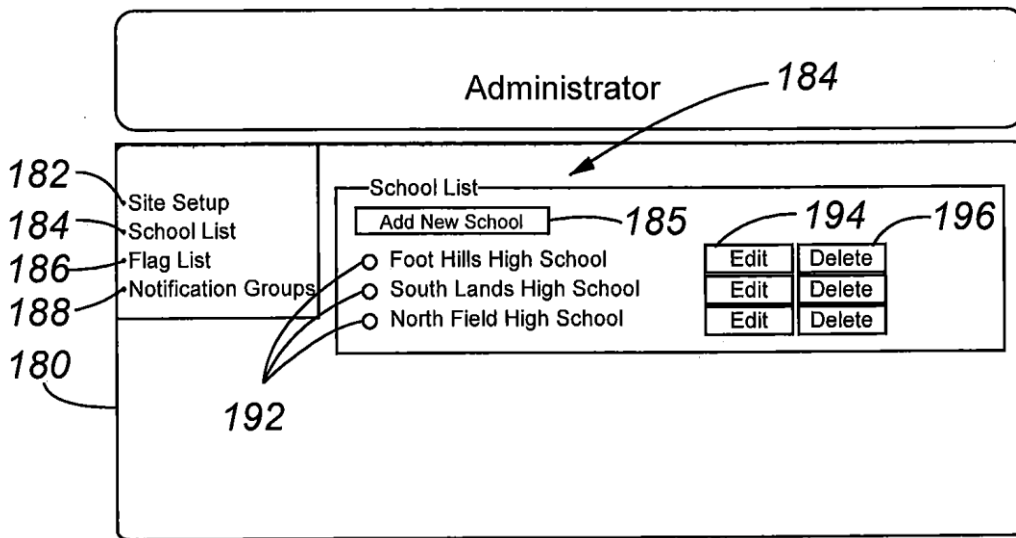 Administrator
184
182
Site Setup
184
School List
186
Flag List
188
Notification Groups
180
School List
Add New School
185
194
196
Foot Hills High School
Edit
Delete
South Lands High School
Edit
Delete
North Field High School
Edit
Delete
192